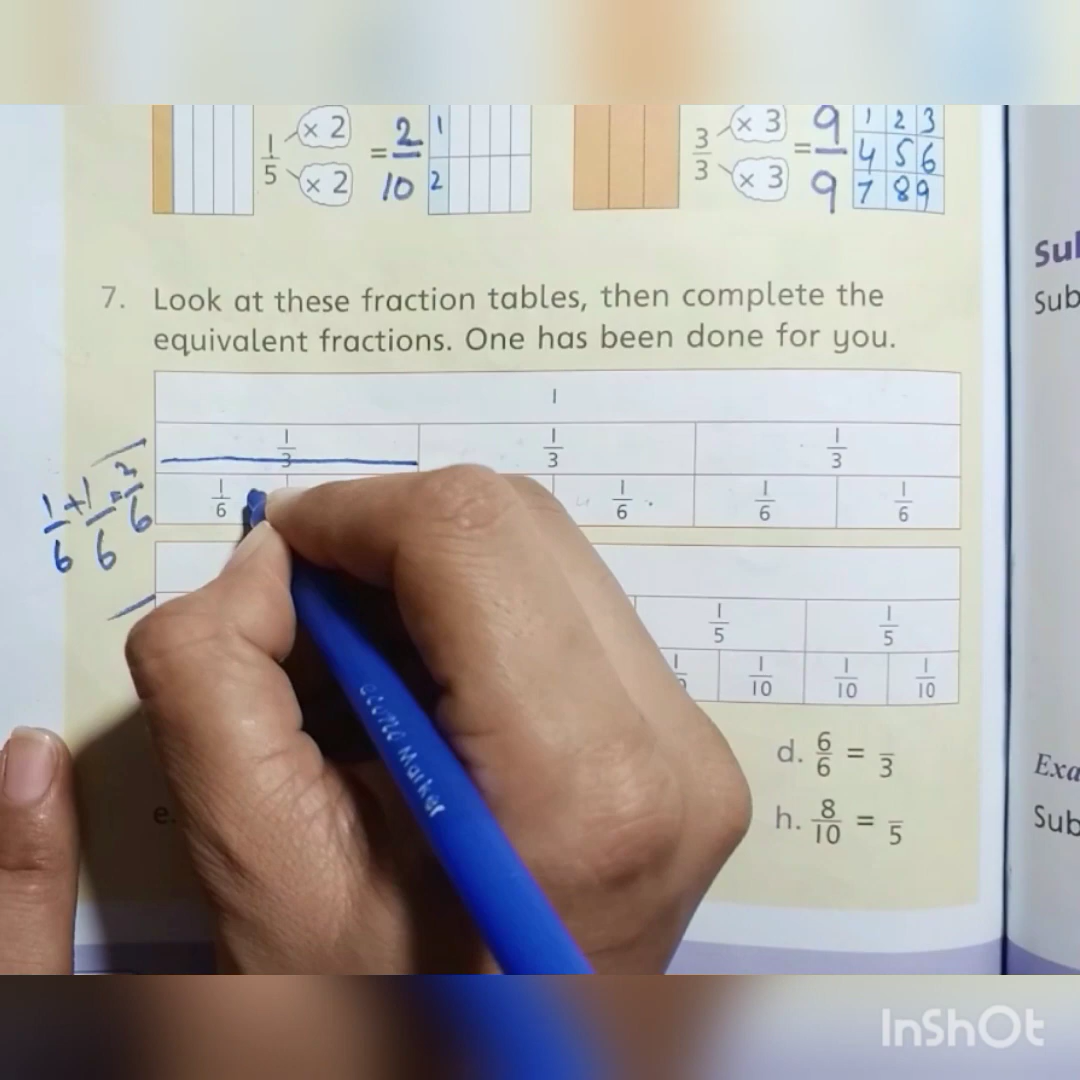 1/5 × 2 × 2 = 2/10 1 2
3/3 × 3 × 3 = 9/9 1 2 3 4 5 6 7 8 9
7. Look at these fraction tables, then complete the
equivalent fractions. One has been done for you.
1
1/3 1/3 1/3
1/6 1/6 1/6 1/6
1/6 + 1/6 = 3/6
1/5 1/5
1/10 1/10 1/10
d. 6/6 = /3
e.
h. 8/10 = /5
Sub
Exa
Sub
econo Marker
InShOt